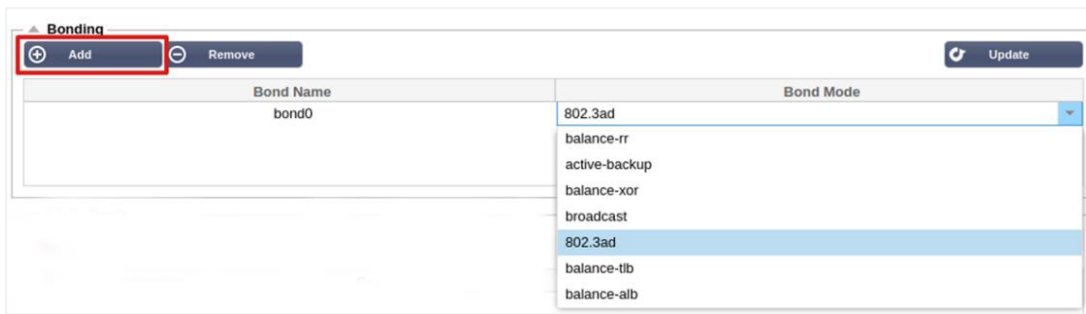 Bonding
Add Remove Update
Bond Name Bond Mode
bond0 802.3ad
balance-rr
active-backup
balance-xor
broadcast
802.3ad
balance-tlb
balance-alb